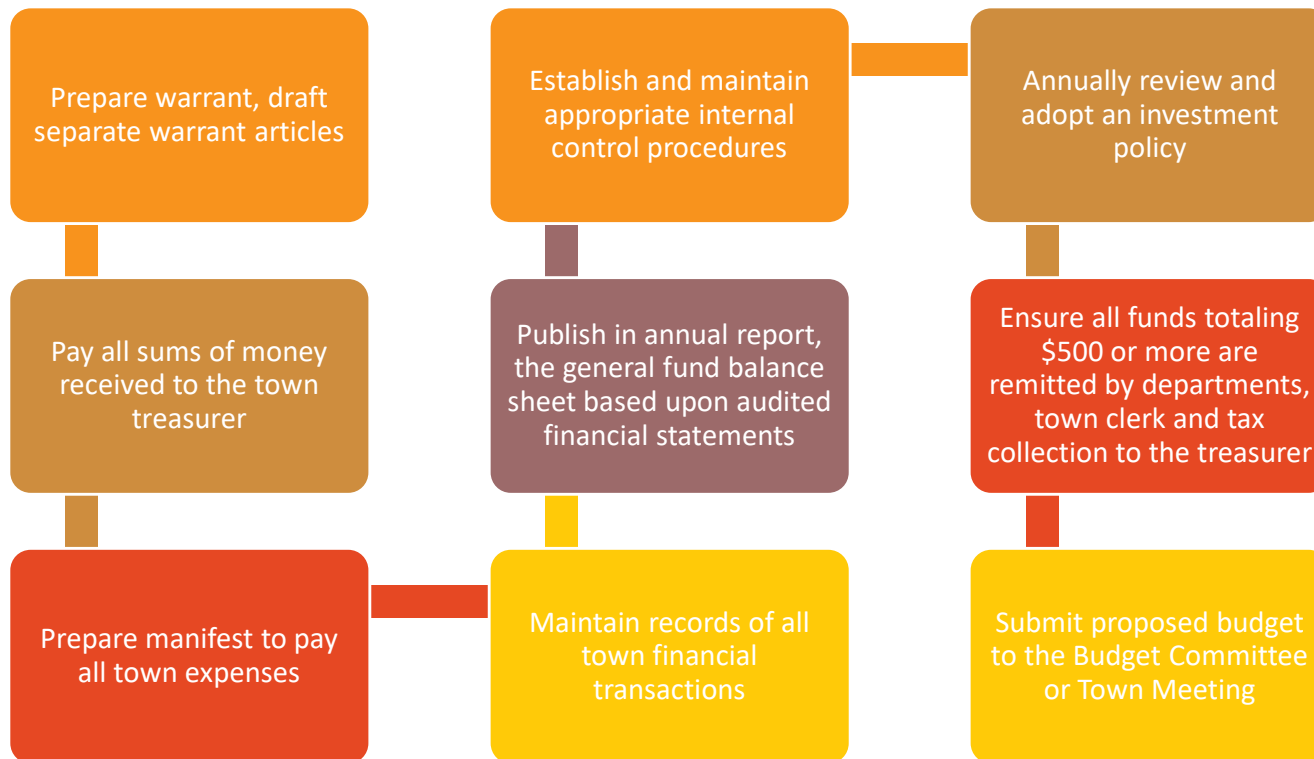 Prepare warrant, draft
separate warrant articles
Pay all sums of money
received to the town
treasurer
Prepare manifest to pay
all town expenses
Maintain records of all
town financial
transactions
Publish in annual report,
the general fund balance
sheet based upon audited
financial statements
Establish and maintain
appropriate internal
control procedures
Annually review and
adopt an investment
policy
Ensure all funds totaling
$500 or more are
remitted by departments,
town clerk and tax
collection to the treasurer
Submit proposed budget
to the Budget Committee
or Town Meeting